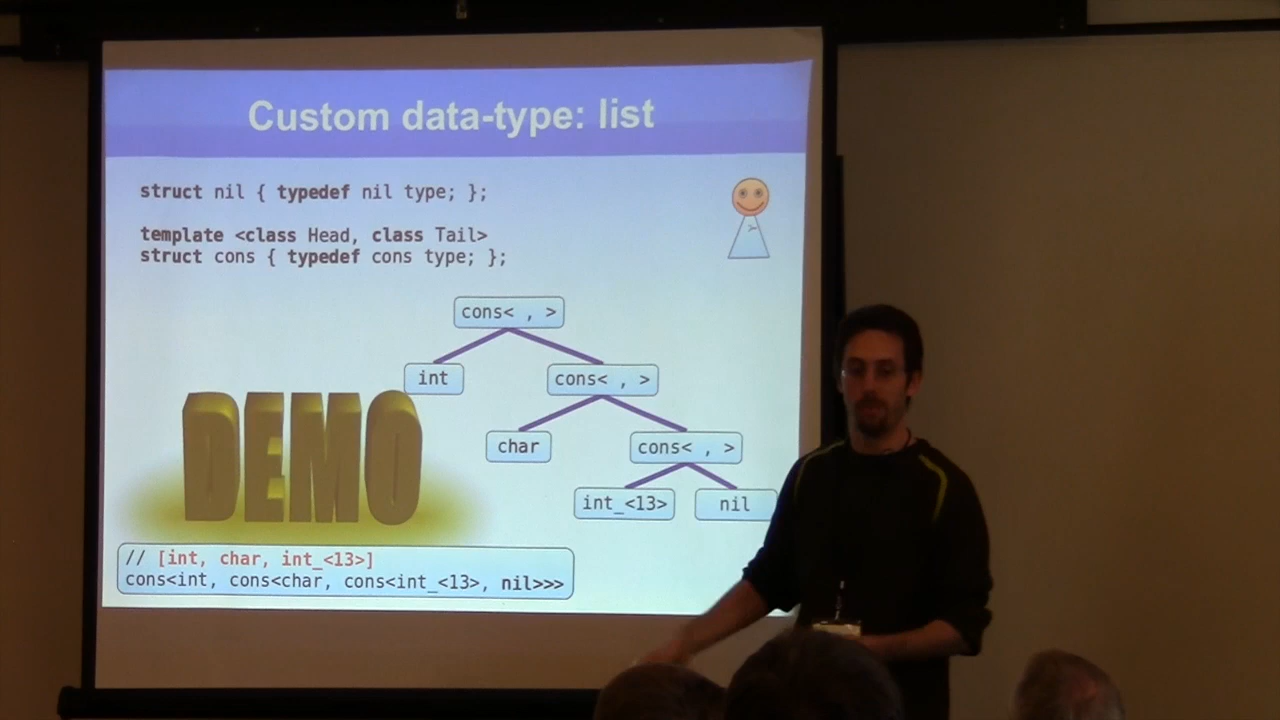 Custom data-type: list
struct nil { typedef nil type; };
template <class Head, class Tail>
struct cons { typedef cons type; };
cons< , >
int
cons< , >
char
cons< , >
int_<13>
nil
DEMO
// [int, char, int_<13>]
cons<int, cons<char, cons<int_<13>, nil>>>